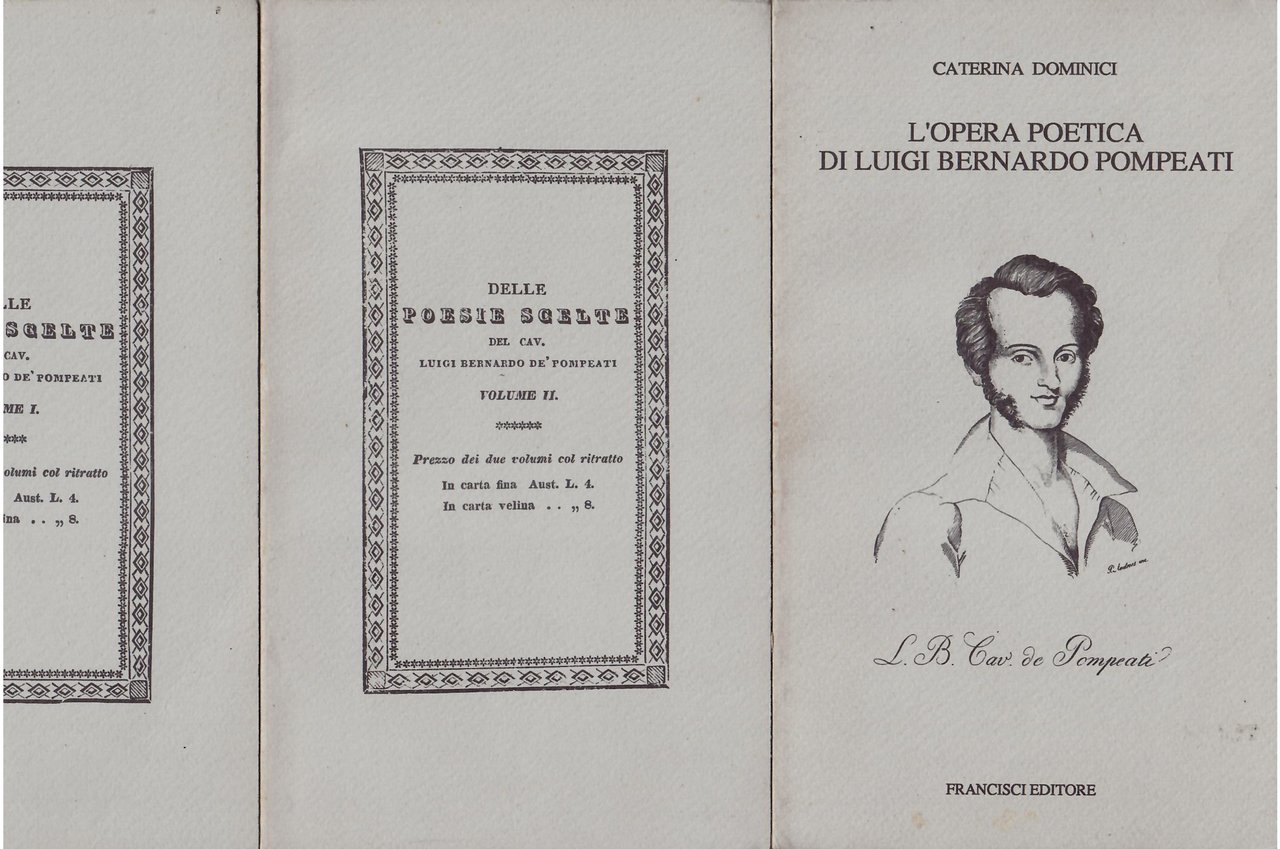 LLE
SCELTE
CAV.
O DE' POMPEATI
ME I.
olumi col ritratto
Aust. L. 4.
ina . . „ 8.
DELLE
POESIE SCELTE
DEL CAV.
LUIGI BERNARDO DE' POMPEATI
VOLUME II.
Prezzo dei due volumi col ritratto
In carta fina Aust. L. 4.
In carta velina . . „ 8.
CATERINA DOMINICI
L'OPERA POETICA
DI LUIGI BERNARDO POMPEATI
L. B. Cav. de Pompeati
FRANCISCI EDITORE